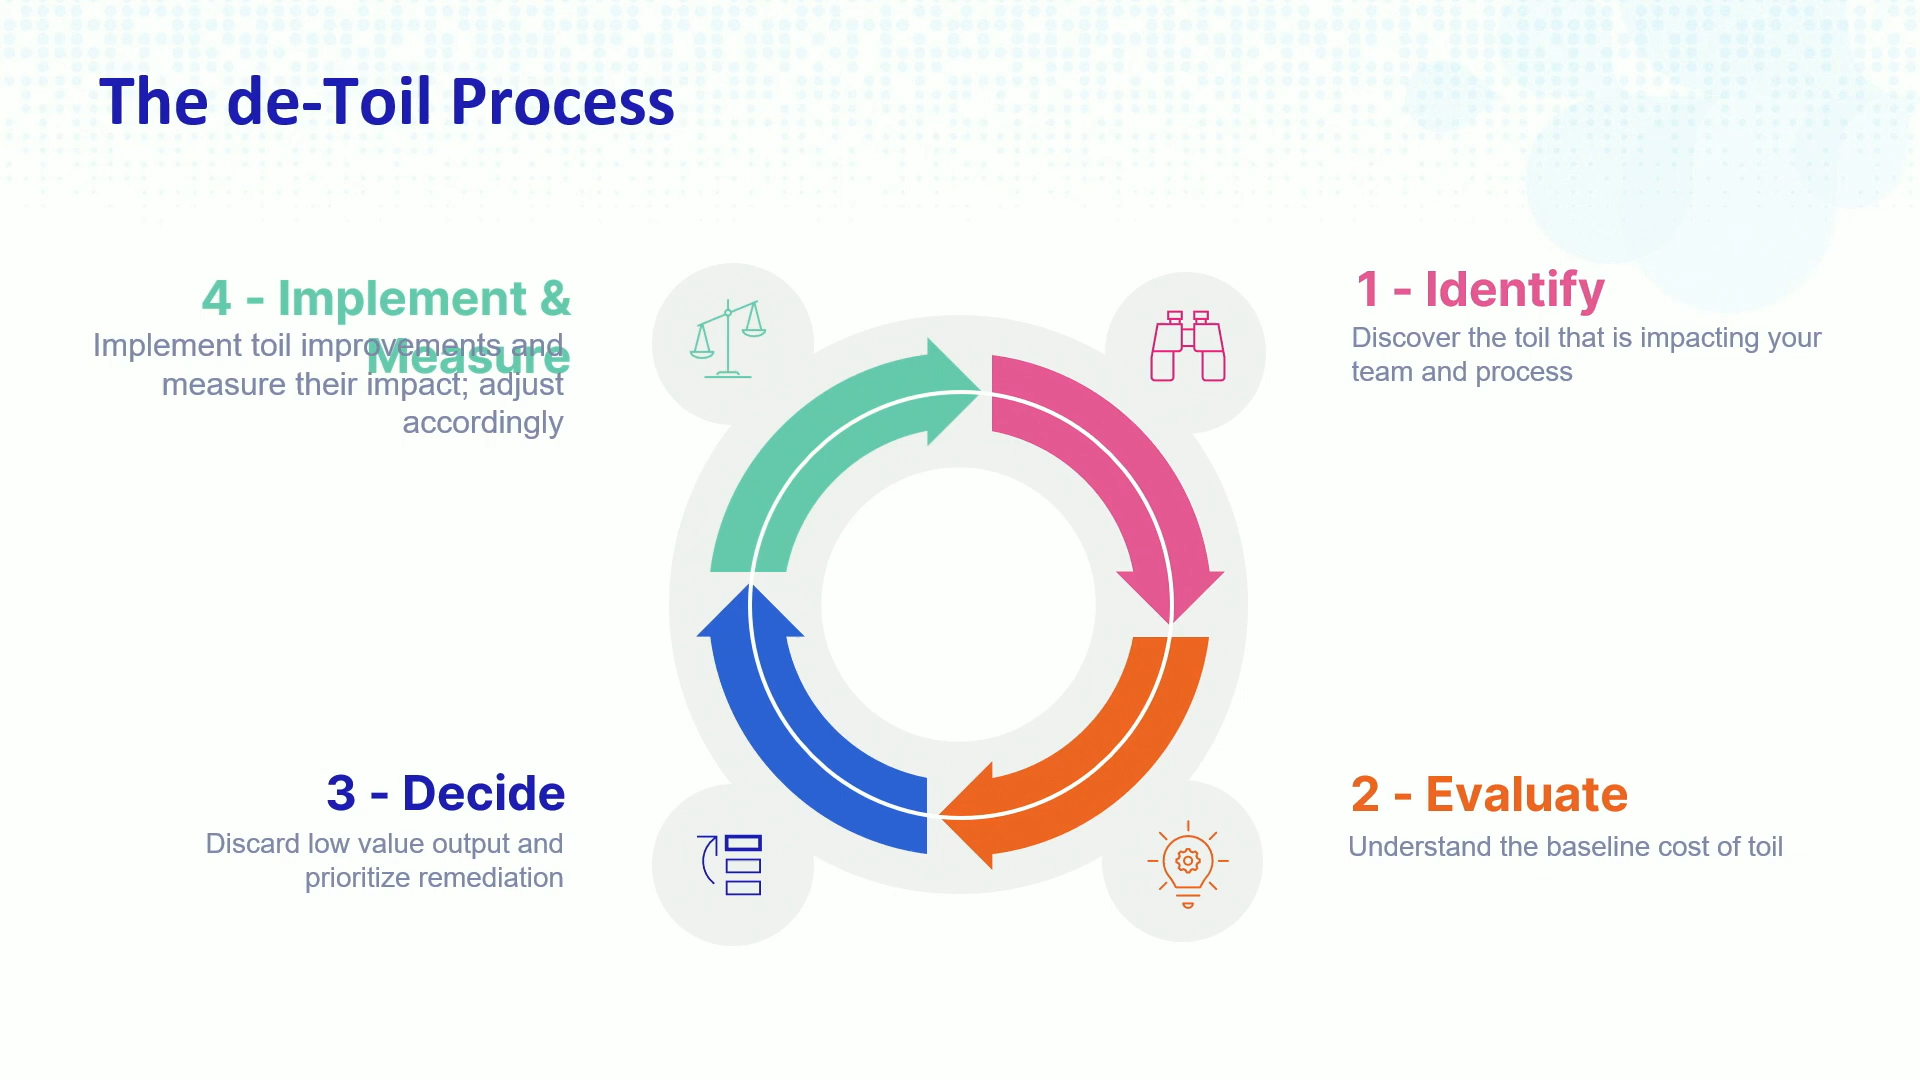 The de-Toil Process
1 - Identify
Discover the toil that is impacting your
team and process
2 - Evaluate
Understand the baseline cost of toil
3 - Decide
Discard low value output and
prioritize remediation
4 - Implement &
Measure
Implement toil improvements and
measure their impact; adjust
accordingly